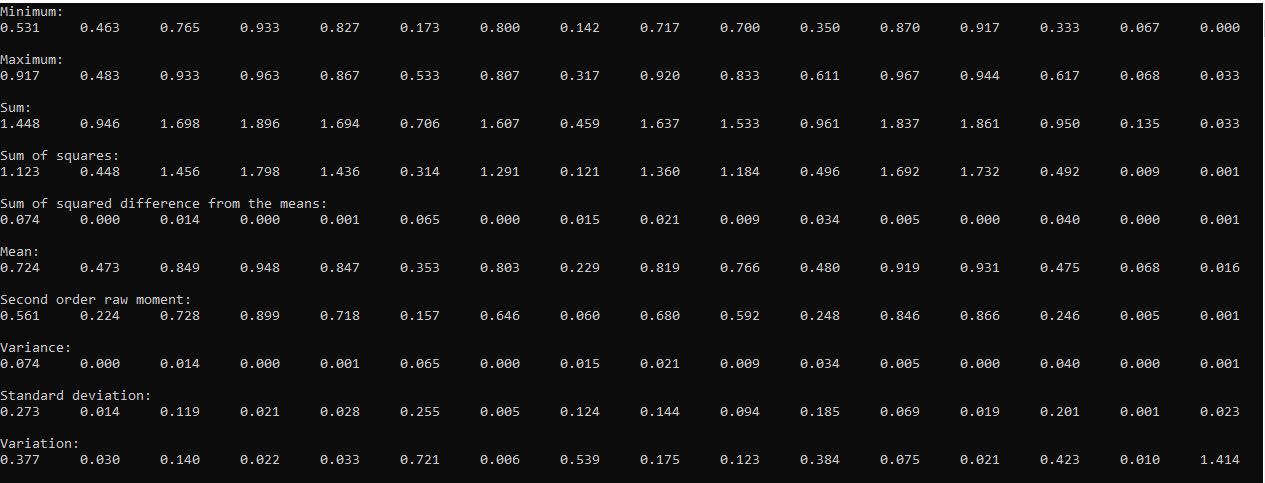 Minimum:
0.531 0.463 0.765 0.933 0.827 0.173 0.800 0.142 0.717 0.700 0.350 0.870 0.917 0.333 0.067 0.000
Maximum:
0.917 0.483 0.933 0.963 0.867 0.533 0.807 0.317 0.920 0.833 0.611 0.967 0.944 0.617 0.068 0.033
Sum:
1.448 0.946 1.698 1.896 1.694 0.706 1.607 0.459 1.637 1.533 0.961 1.837 1.861 0.950 0.135 0.033
Sum of squares:
1.123 0.448 1.456 1.798 1.436 0.314 1.291 0.121 1.360 1.184 0.496 1.692 1.732 0.492 0.009 0.001
Sum of squared difference from the means:
0.074 0.000 0.014 0.000 0.001 0.065 0.000 0.015 0.021 0.009 0.034 0.005 0.000 0.040 0.000 0.001
Mean:
0.724 0.473 0.849 0.948 0.847 0.353 0.803 0.229 0.819 0.766 0.480 0.919 0.931 0.475 0.068 0.016
Second order raw moment:
0.561 0.224 0.728 0.899 0.718 0.157 0.646 0.060 0.680 0.592 0.248 0.846 0.866 0.246 0.005 0.001
Variance:
0.074 0.000 0.014 0.000 0.001 0.065 0.000 0.015 0.021 0.009 0.034 0.005 0.000 0.040 0.000 0.001
Standard deviation:
0.273 0.014 0.119 0.021 0.028 0.255 0.005 0.124 0.144 0.094 0.185 0.069 0.019 0.201 0.001 0.023
Variation:
0.377 0.030 0.140 0.022 0.033 0.721 0.006 0.539 0.175 0.123 0.384 0.075 0.021 0.423 0.010 1.414